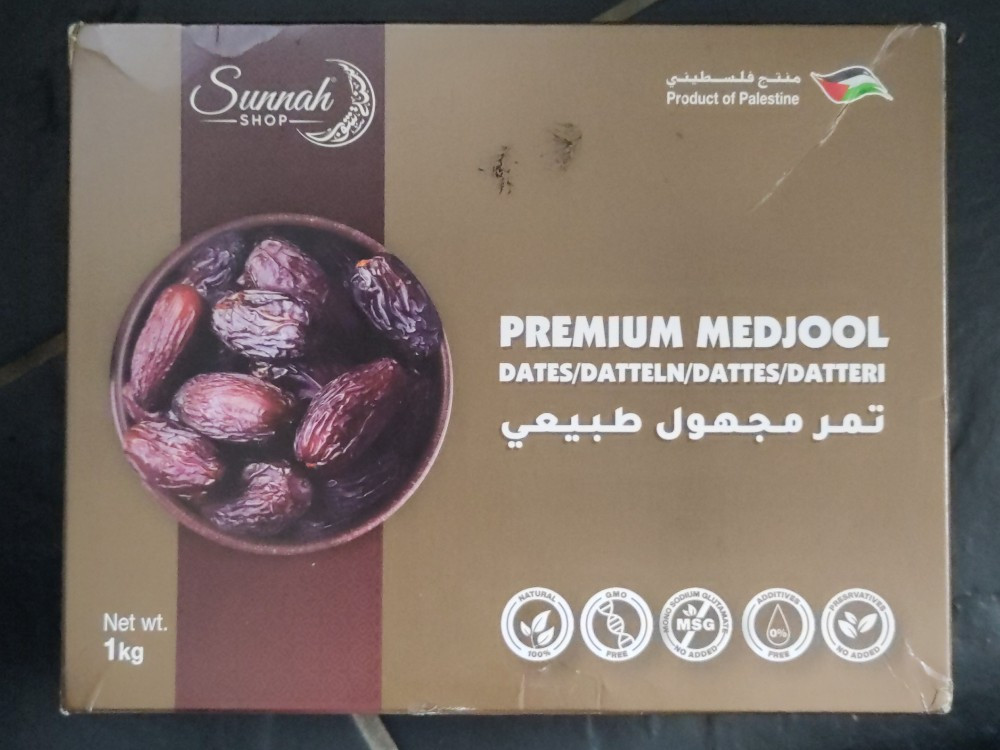 Sunnah®
SHOP
منتج فلسطيني
Product of Palestine
PREMIUM MEDJOOL
DATES/DATTELN/DATTES/DATTERI
تمر مجهول طبيعي
Net wt.
1kg
NATURAL
100%
GMO
FREE
MONO SODIUM GLUTAMATE
MSG
NO ADDED
ADDITIVES
0%
FREE
PRESRVATIVES
NO ADDED